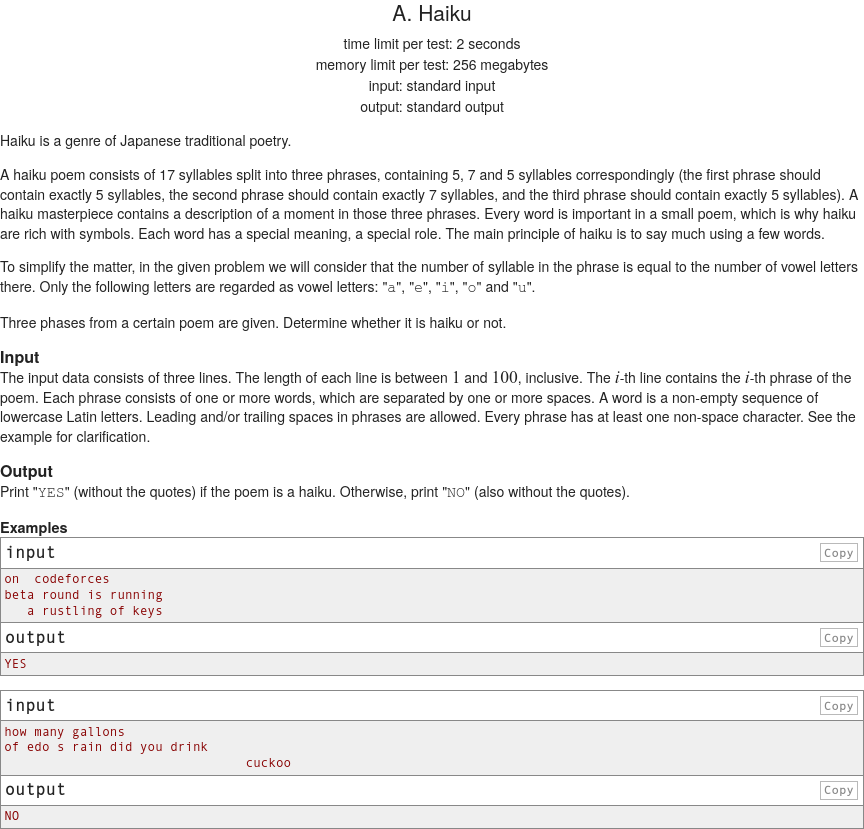 A. Haiku
time limit per test: 2 seconds
memory limit per test: 256 megabytes
input: standard input
output: standard output
Haiku is a genre of Japanese traditional poetry.
A haiku poem consists of 17 syllables split into three phrases, containing 5, 7 and 5 syllables correspondingly (the first phrase should
contain exactly 5 syllables, the second phrase should contain exactly 7 syllables, and the third phrase should contain exactly 5 syllables). A
haiku masterpiece contains a description of a moment in those three phrases. Every word is important in a small poem, which is why haiku
are rich with symbols. Each word has a special meaning, a special role. The main principle of haiku is to say much using a few words.
To simplify the matter, in the given problem we will consider that the number of syllable in the phrase is equal to the number of vowel letters
there. Only the following letters are regarded as vowel letters: "a", "e", "i", "o" and "u".
Three phases from a certain poem are given. Determine whether it is haiku or not.
Input
The input data consists of three lines. The length of each line is between 1 and 100, inclusive. The i-th line contains the i-th phrase of the
poem. Each phrase consists of one or more words, which are separated by one or more spaces. A word is a non-empty sequence of
lowercase Latin letters. Leading and/or trailing spaces in phrases are allowed. Every phrase has at least one non-space character. See the
example for clarification.
Output
Print "YES" (without the quotes) if the poem is a haiku. Otherwise, print "NO" (also without the quotes).
Examples
input Copy
on  codeforces
beta round is running
   a rustling of keys
output Copy
YES
input Copy
how many gallons
of edo s rain did you drink
                                cuckoo
output Copy
NO